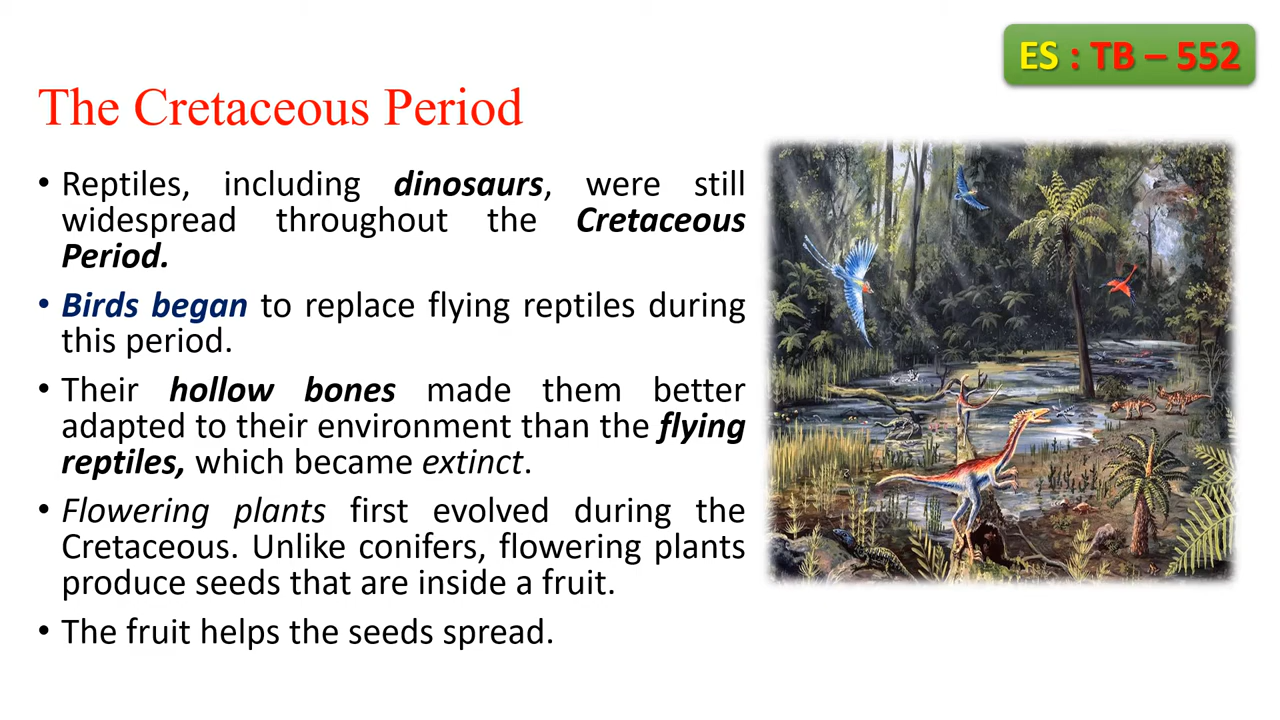 ES : TB – 552
The Cretaceous Period
• Reptiles, including dinosaurs, were still
widespread throughout the Cretaceous
Period.
• Birds began to replace flying reptiles during
this period.
• Their hollow bones made them better
adapted to their environment than the flying
reptiles, which became extinct.
• Flowering plants first evolved during the
Cretaceous. Unlike conifers, flowering plants
produce seeds that are inside a fruit.
• The fruit helps the seeds spread.